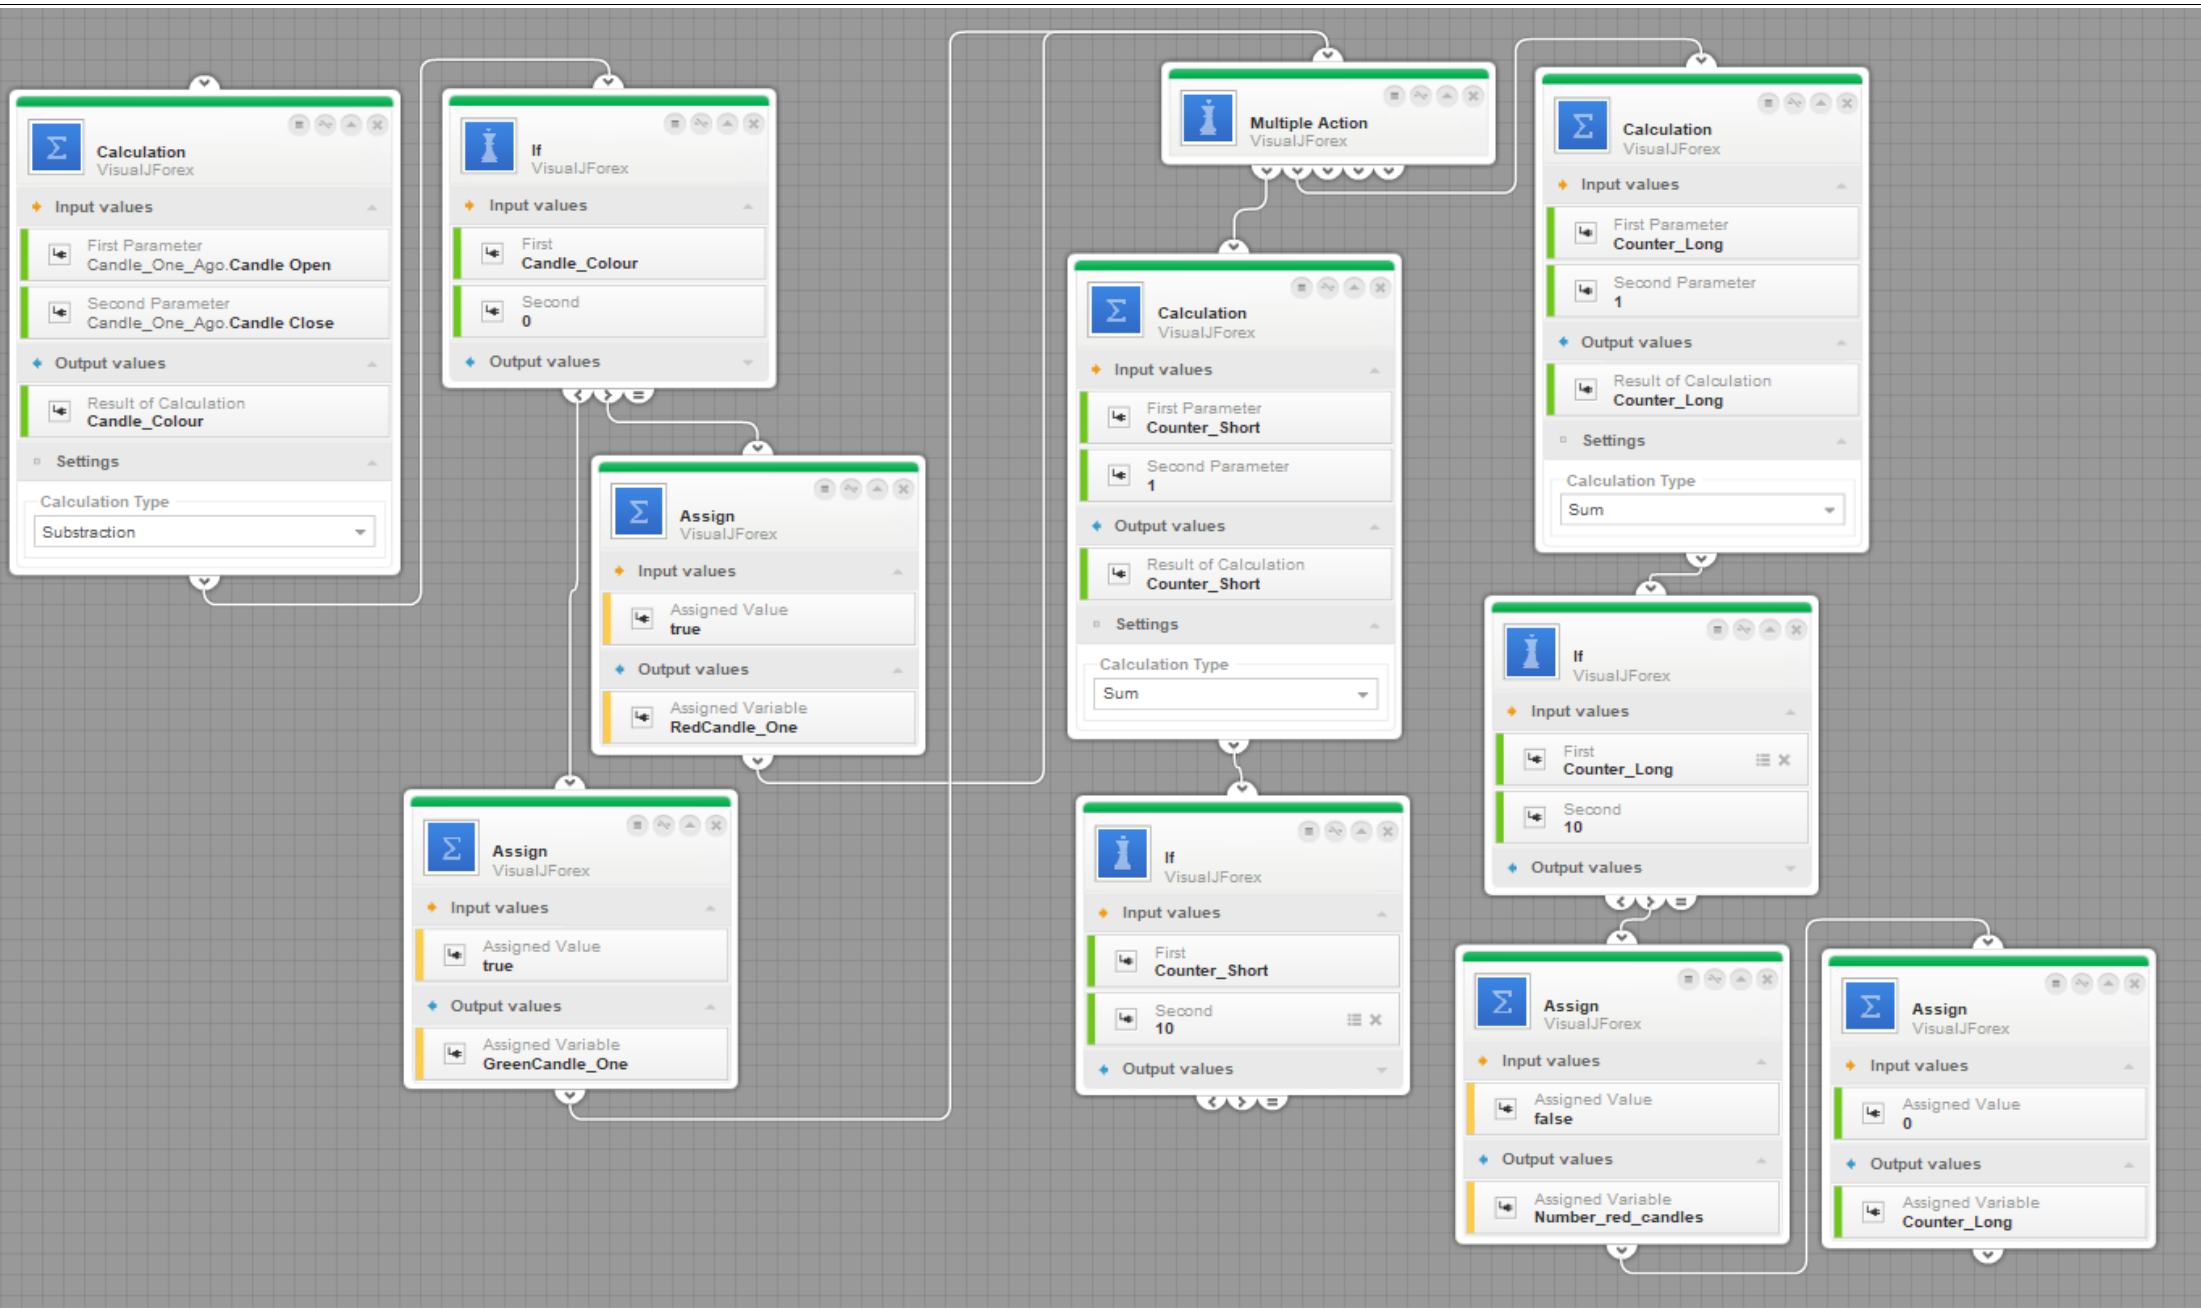 Calculation
VisualJForex
Input values
First Parameter
Candle_One_Ago.Candle Open
Second Parameter
Candle_One_Ago.Candle Close
Output values
Result of Calculation
Candle_Colour
Settings
Calculation Type
Substraction
If
VisualJForex
Input values
First
Candle_Colour
Second
0
Output values
Assign
VisualJForex
Input values
Assigned Value
true
Output values
Assigned Variable
RedCandle_One
Assign
VisualJForex
Input values
Assigned Value
true
Output values
Assigned Variable
GreenCandle_One
Multiple Action
VisualJForex
Calculation
VisualJForex
Input values
First Parameter
Counter_Short
Second Parameter
1
Output values
Result of Calculation
Counter_Short
Settings
Calculation Type
Sum
If
VisualJForex
Input values
First
Counter_Short
Second
10
Output values
Calculation
VisualJForex
Input values
First Parameter
Counter_Long
Second Parameter
1
Output values
Result of Calculation
Counter_Long
Settings
Calculation Type
Sum
If
VisualJForex
Input values
First
Counter_Long
Second
10
Output values
Assign
VisualJForex
Input values
Assigned Value
false
Output values
Assigned Variable
Number_red_candles
Assign
VisualJForex
Input values
Assigned Value
0
Output values
Assigned Variable
Counter_Long